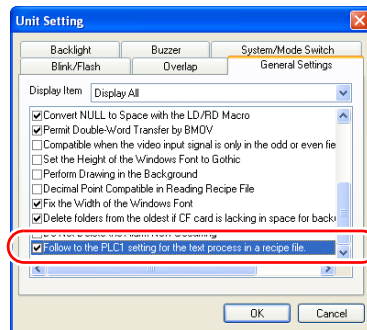 Unit Setting
Backlight Buzzer System/Mode Switch
Blink/Flash Overlap General Settings
Display Item Display All
Convert NULL to Space with the LD/RD Macro
Permit Double-Word Transfer by BMOV
Compatible when the video input signal is only in the odd or even fie
Set the Height of the Windows Font to Gothic
Perform Drawing in the Background
Decimal Point Compatible in Reading Recipe File
Fix the Width of the Windows Font
Delete folders from the oldest if CF card is lacking in space for back
Follow to the PLC1 setting for the text process in a recipe file.
OK Cancel